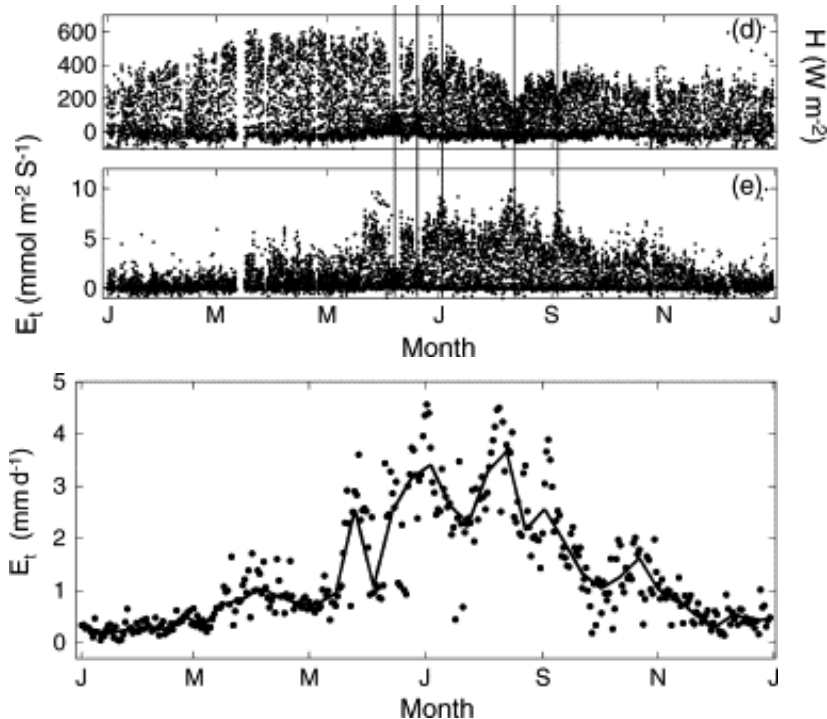 600
400
200
0
(d)
H (W m-2)
10
5
0
(e)
Et (mmol m-2 S-1)
J M M J S N J
Month
5
4
3
2
1
0
Et (mm d-1)
J M M J S N J
Month